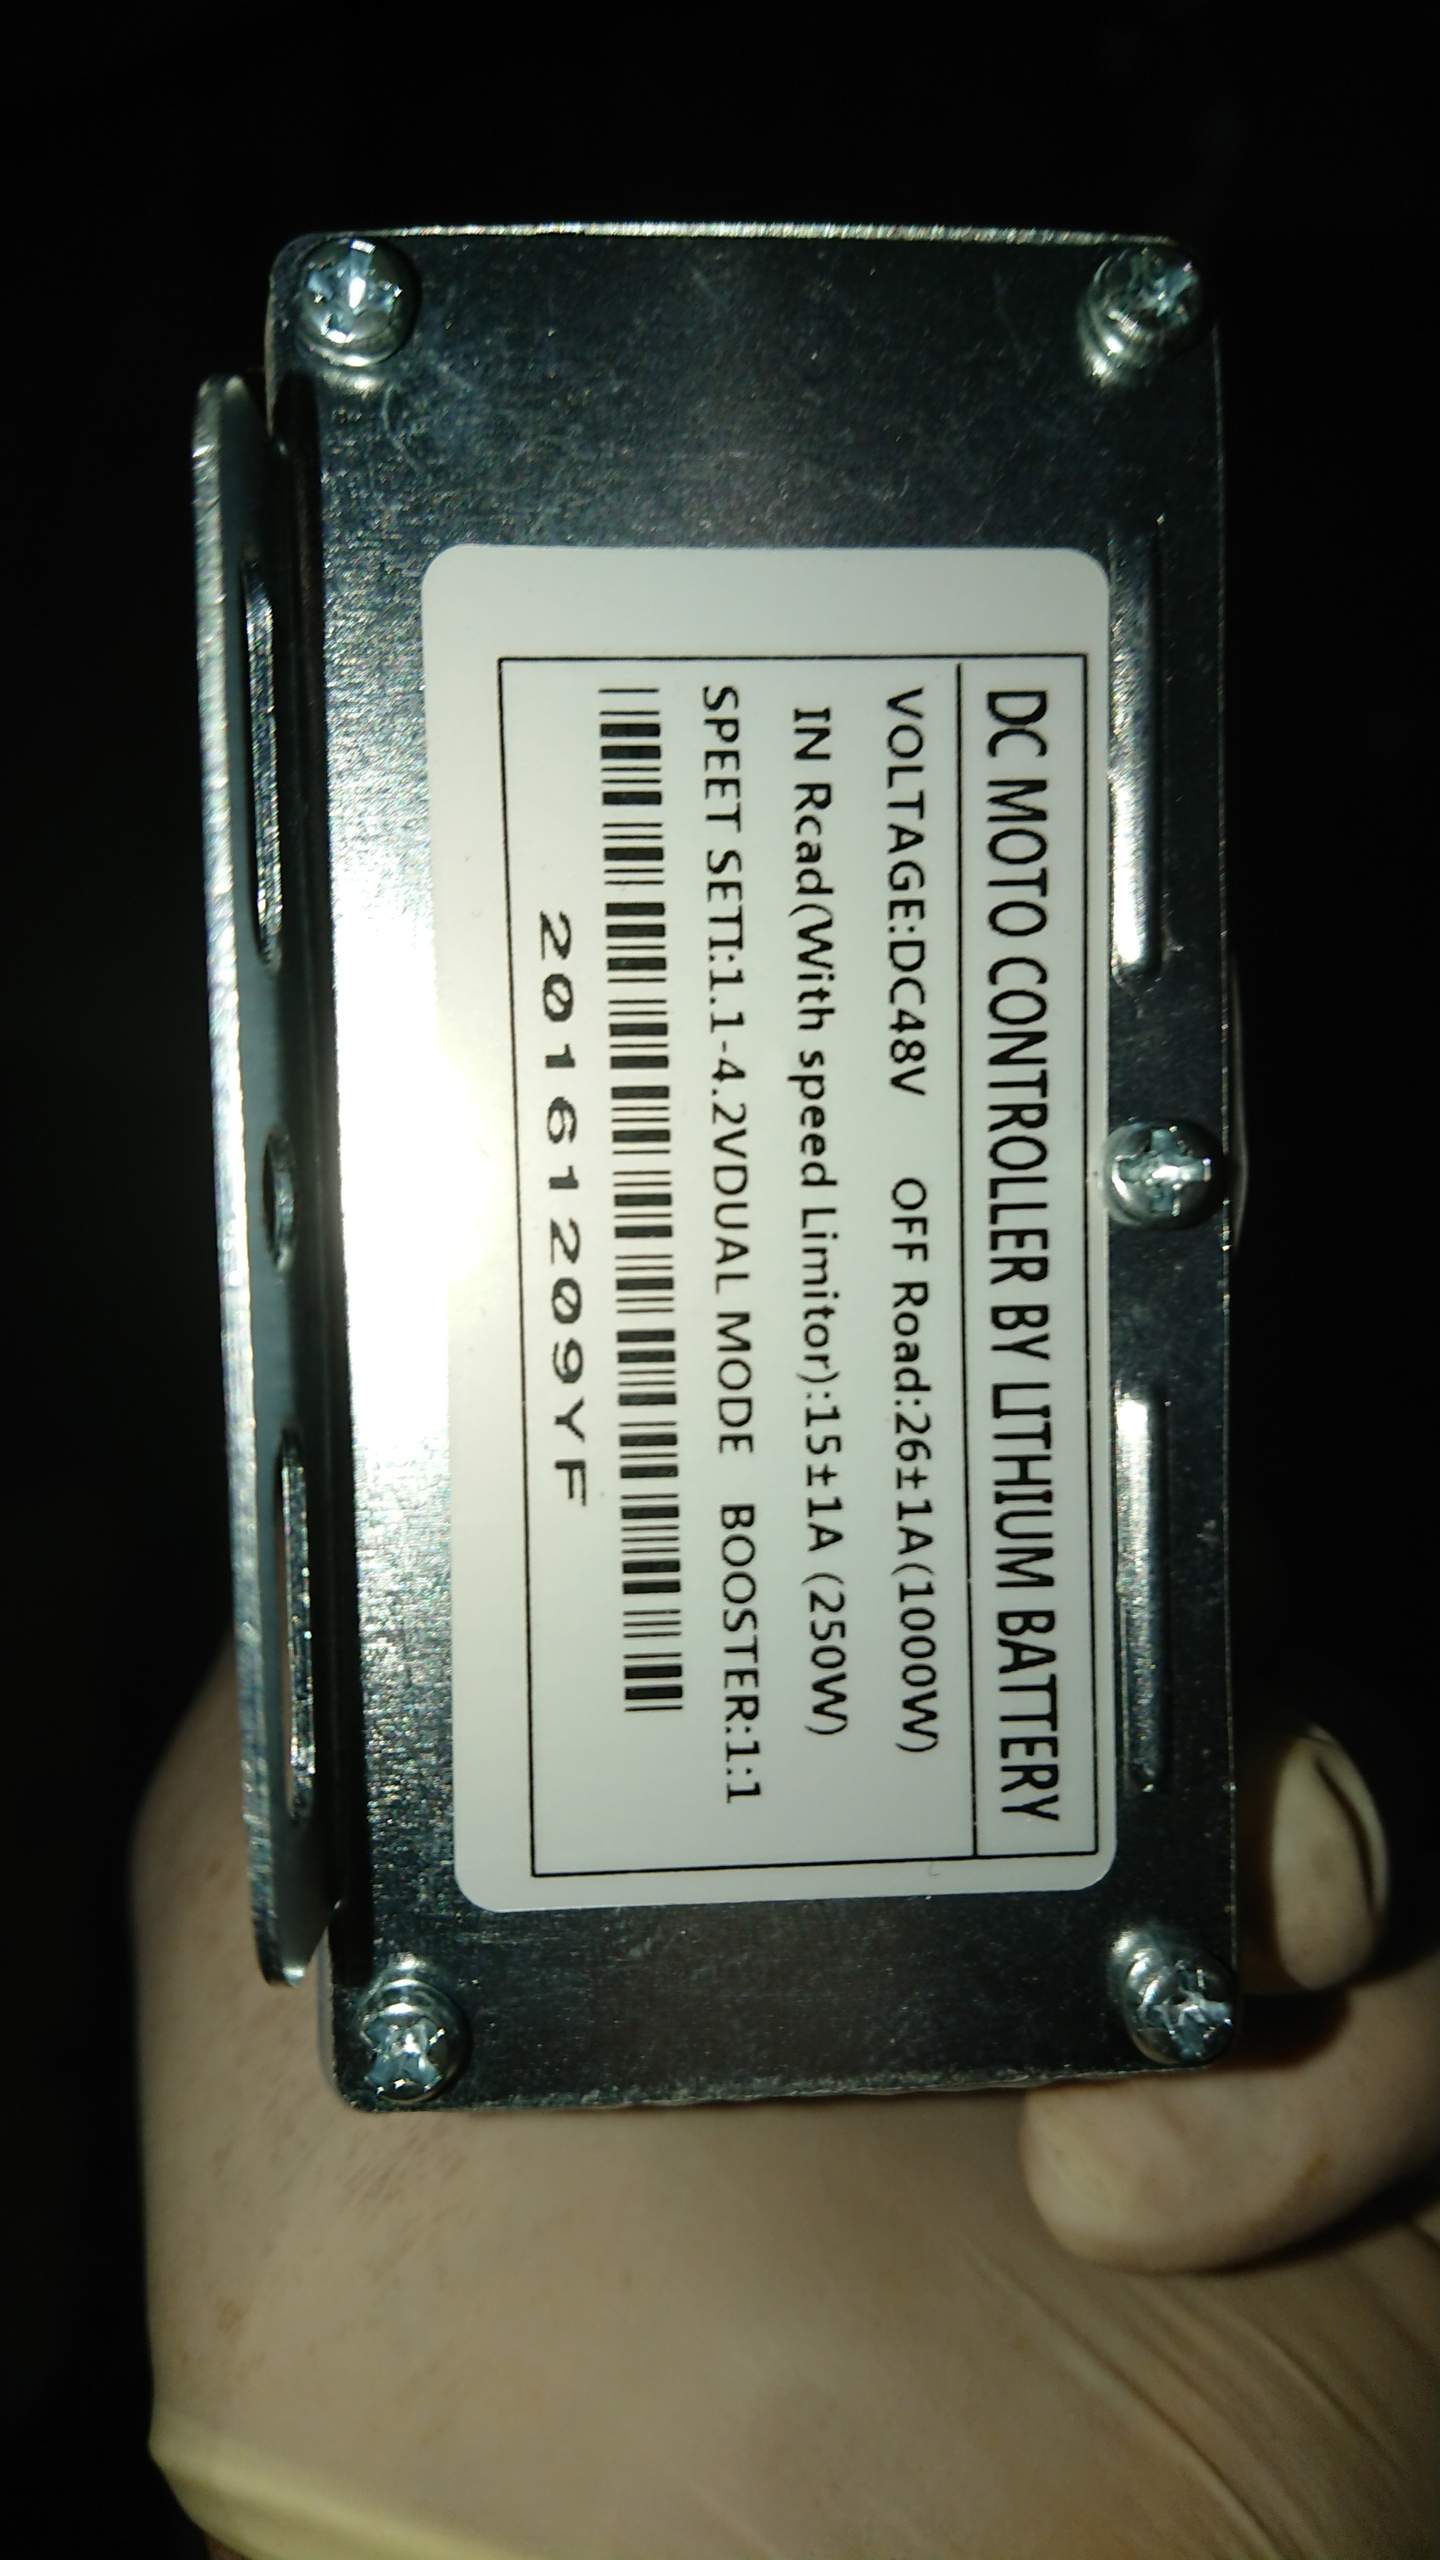 DC MOTO CONTROLLER BY LITHIUM BATTERY
VOLTAGE:DC48V OFF Road:26±1A(1000W)
IN Rcad(With speed Limitor):15±1A (250W)
SPEET SETI:1.1-4.2VDUAL MODE BOOSTER:1:1
20161209YF